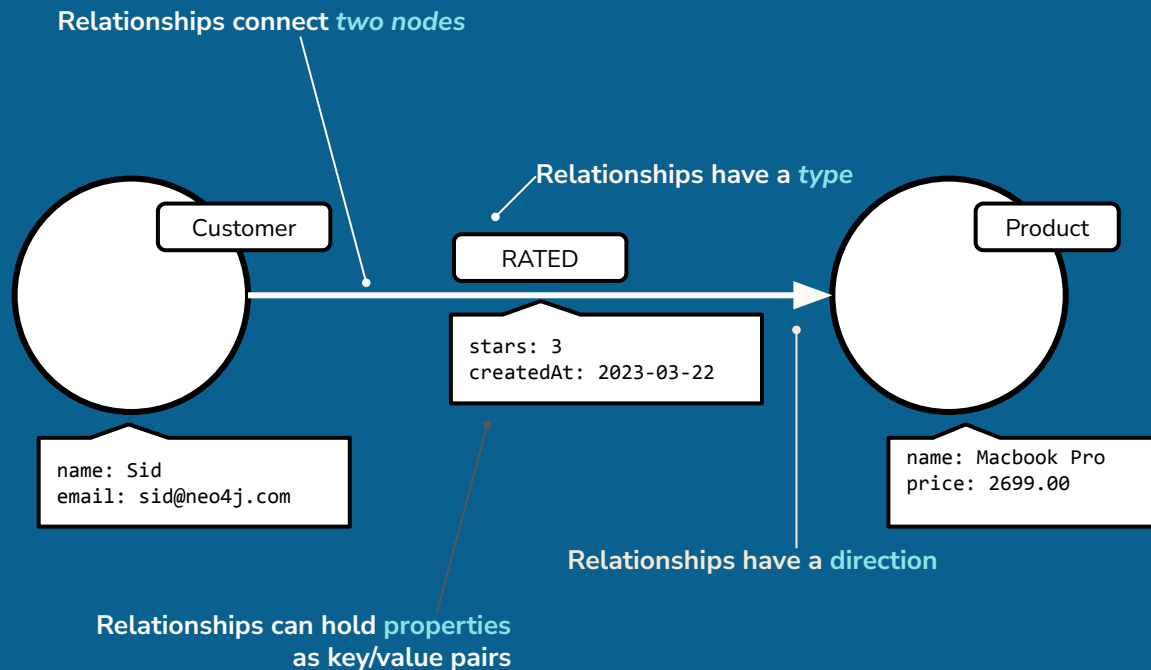 Relationships connect two nodes
Relationships have a type
Customer
RATED
Product
stars: 3
createdAt: 2023-03-22
name: Sid
email: sid@neo4j.com
name: Macbook Pro
price: 2699.00
Relationships have a direction
Relationships can hold properties
as key/value pairs